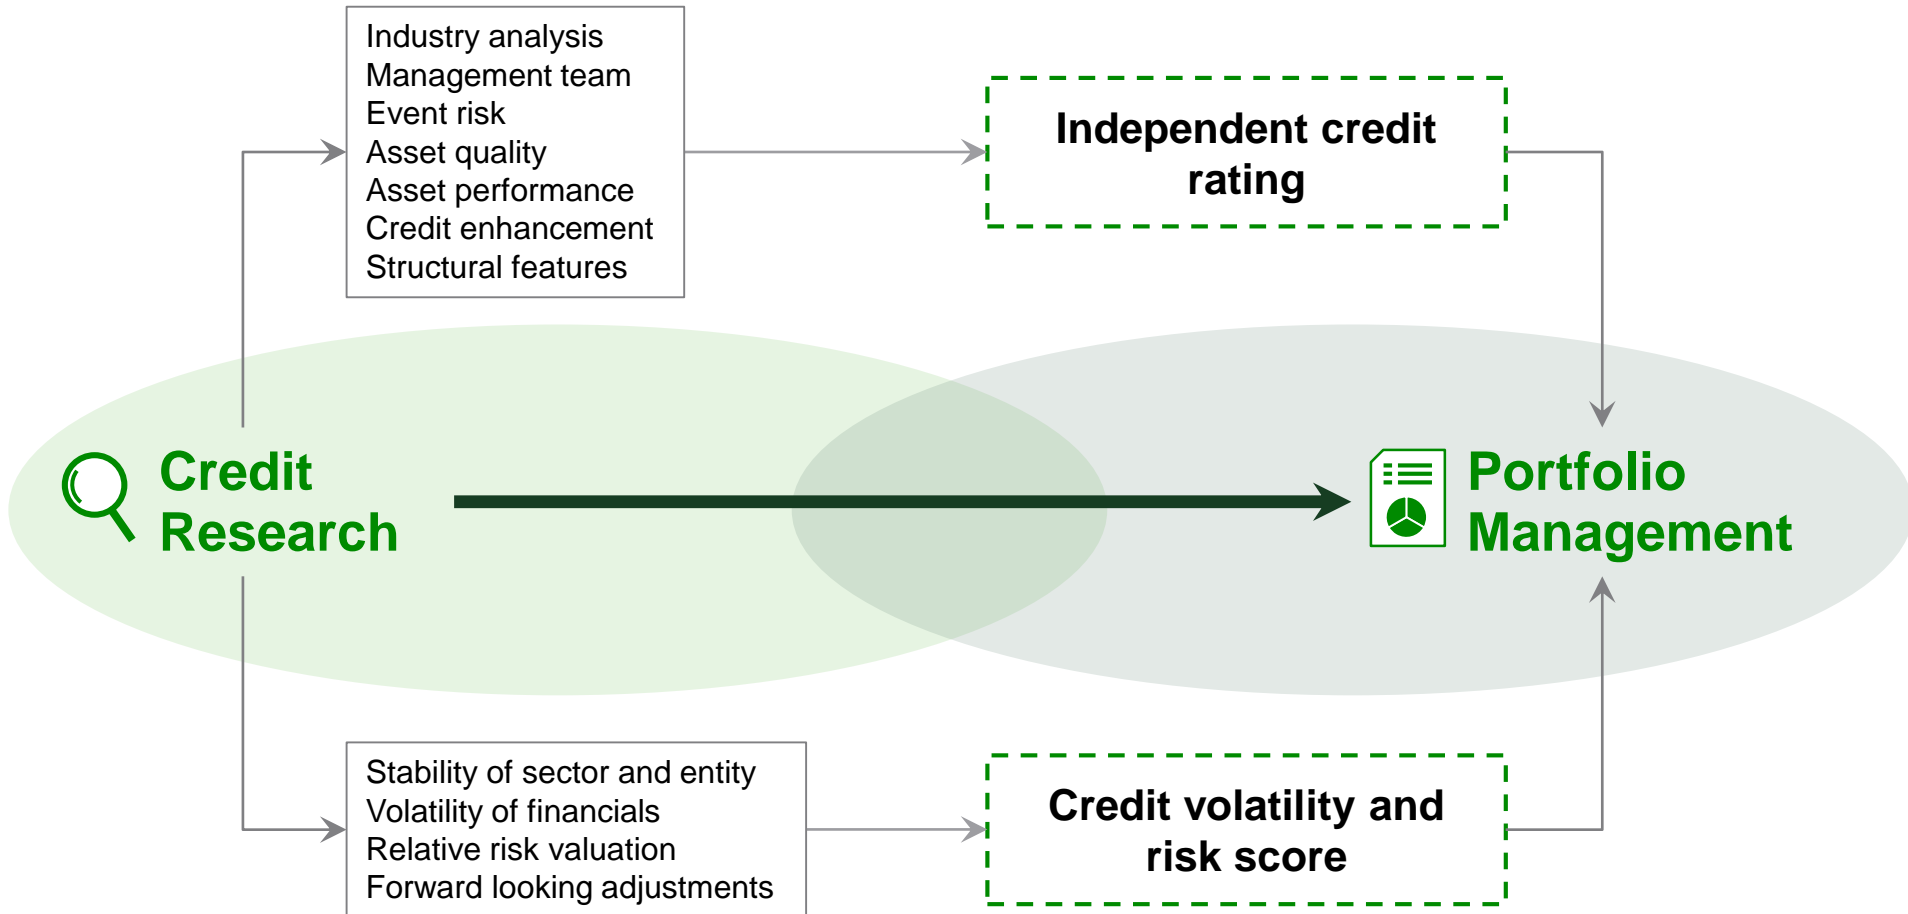 Industry analysis
Management team
Event risk
Asset quality
Asset performance
Credit enhancement
Structural features
Independent credit
rating
Credit
Research
Portfolio
Management
Stability of sector and entity
Volatility of financials
Relative risk valuation
Forward looking adjustments
Credit volatility and
risk score